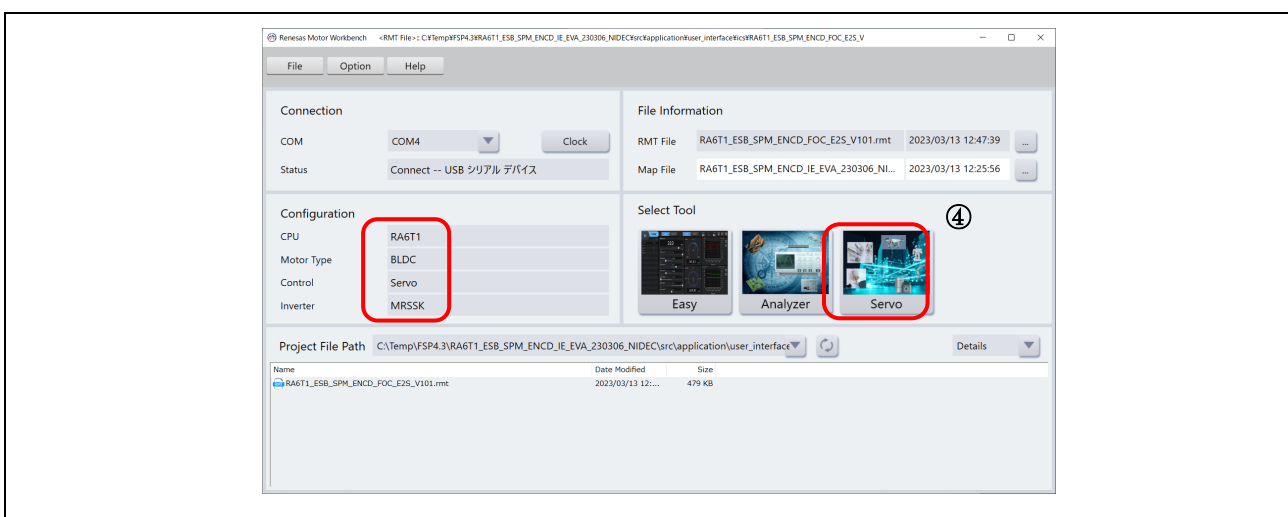 Renesas Motor Workbench <RMT File>:: C:¥Temp¥FSP4.3¥RA6T1_ESB_SPM_ENCD_IE_EVA_230306_NIDEC¥src¥application¥user_interface¥ics¥RA6T1_ESB_SPM_ENCD_FOC_E2S_V
File Option Help
Connection
COM COM4 Clock
Status Connect -- USB シリアル デバイス
File Information
RMT File RA6T1_ESB_SPM_ENCD_FOC_E2S_V101.rmt 2023/03/13 12:47:39 ...
Map File RA6T1_ESB_SPM_ENCD_IE_EVA_230306_NI... 2023/03/13 12:25:56 ...
Configuration
CPU RA6T1
Motor Type BLDC
Control Servo
Inverter MRSSK
Select Tool
④
Easy Analyzer Servo
Project File Path C:\Temp\FSP4.3\RA6T1_ESB_SPM_ENCD_IE_EVA_230306_NIDEC\src\application\user_interface Details
Name Date Modified Size
RA6T1_ESB_SPM_ENCD_FOC_E2S_V101.rmt 2023/03/13 12:... 479 KB